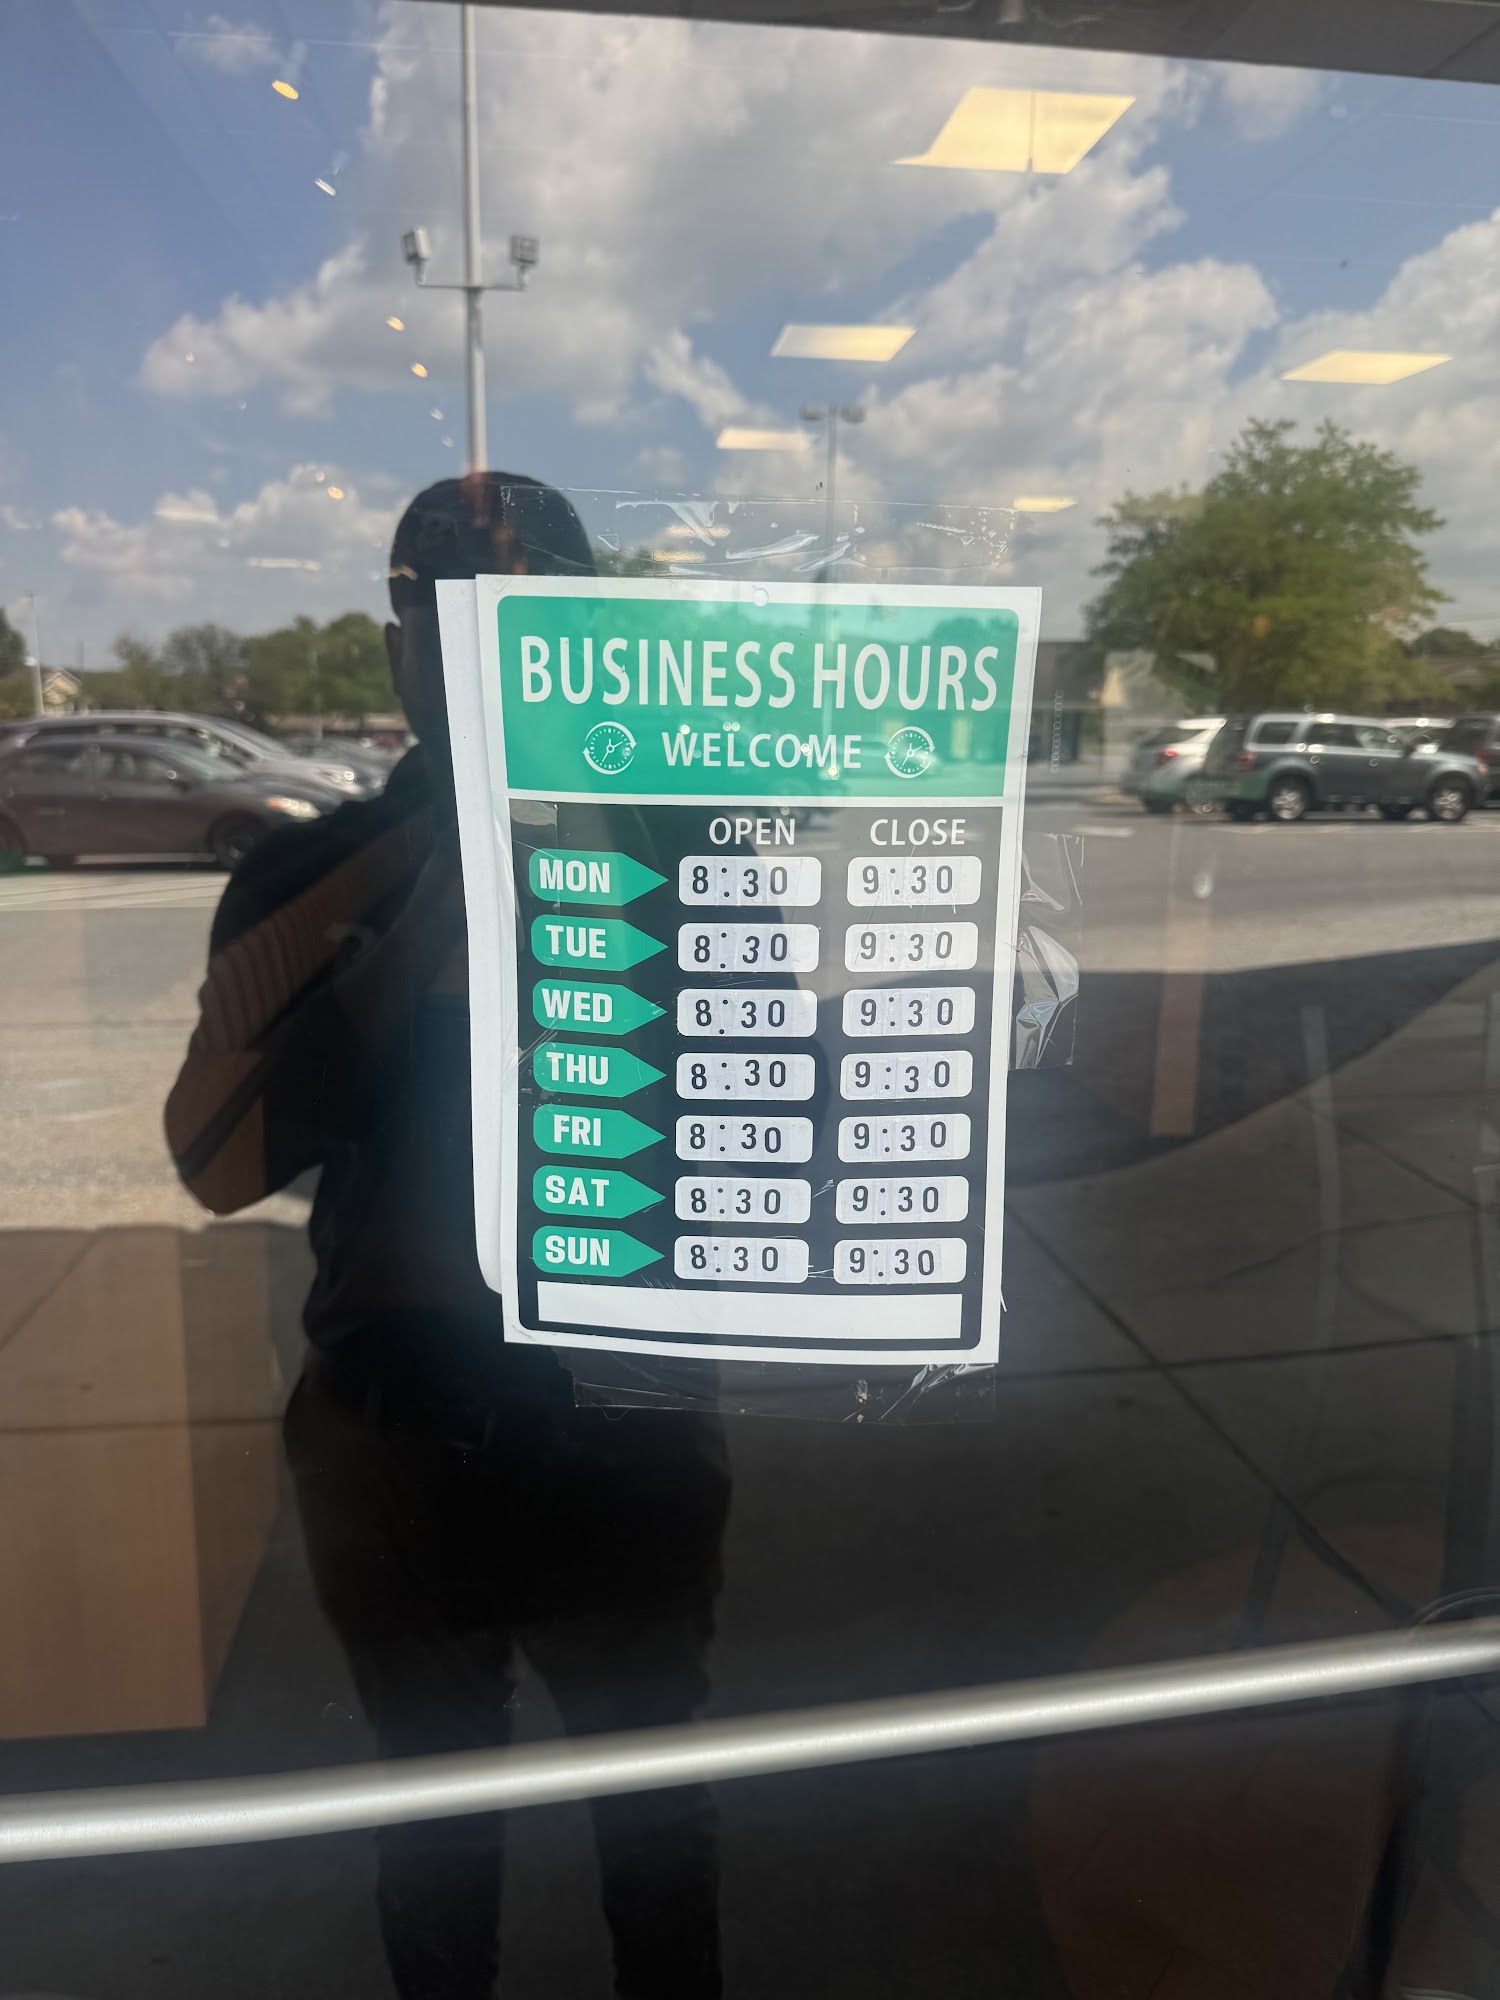 BUSINESS HOURS
WELCOME
OPEN CLOSE
MON 8:30 9:30
TUE 8:30 9:30
WED 8:30 9:30
THU 8:30 9:30
FRI 8:30 9:30
SAT 8:30 9:30
SUN 8:30 9:30